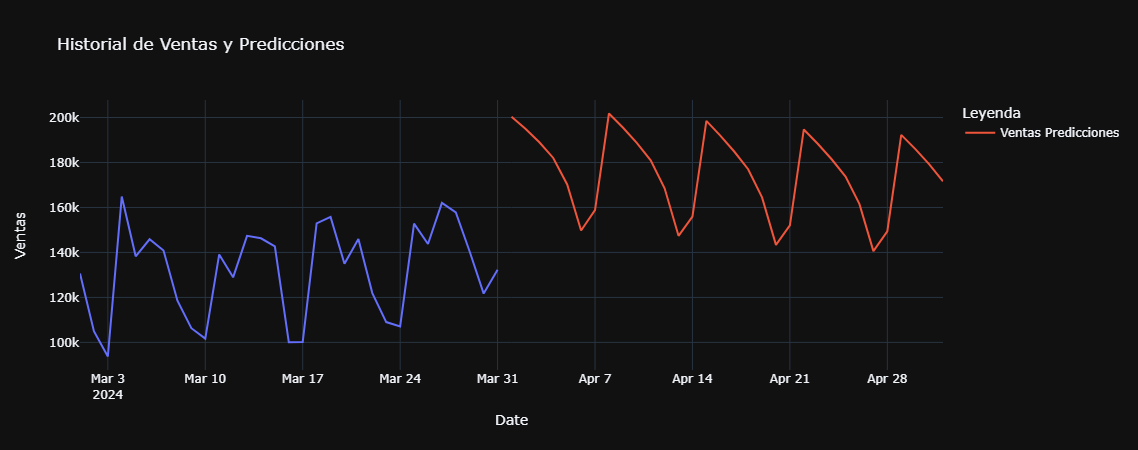 Historial de Ventas y Predicciones
Leyenda
Ventas Predicciones
Ventas
200k
180k
160k
140k
120k
100k
Mar 3
2024
Mar 10
Mar 17
Mar 24
Mar 31
Apr 7
Apr 14
Apr 21
Apr 28
Date